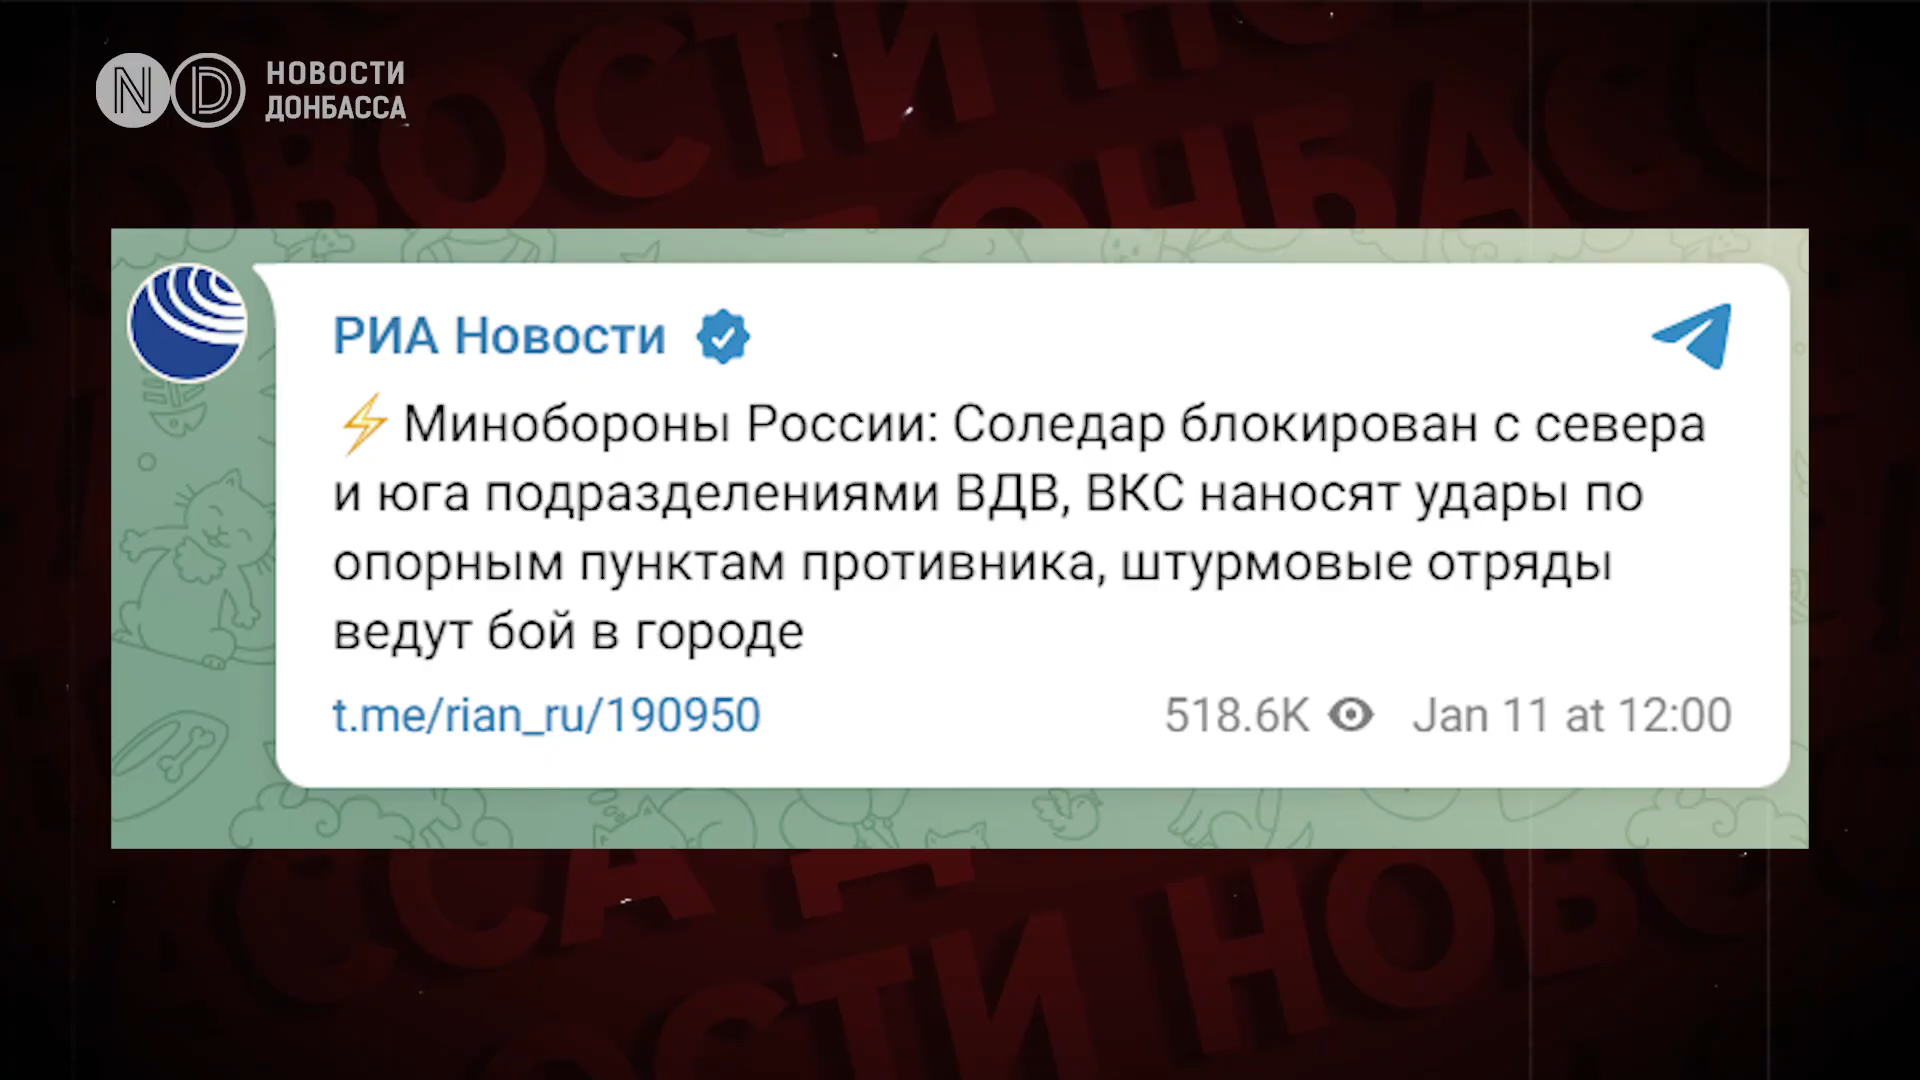 НОВОСТИ
ДОНБАССА
РИА Новости
⚡ Минобороны России: Соледар блокирован с севера
и юга подразделениями ВДВ, ВКС наносят удары по
опорным пунктам противника, штурмовые отряды
ведут бой в городе
t.me/rian_ru/190950 518.6K Jan 11 at 12:00